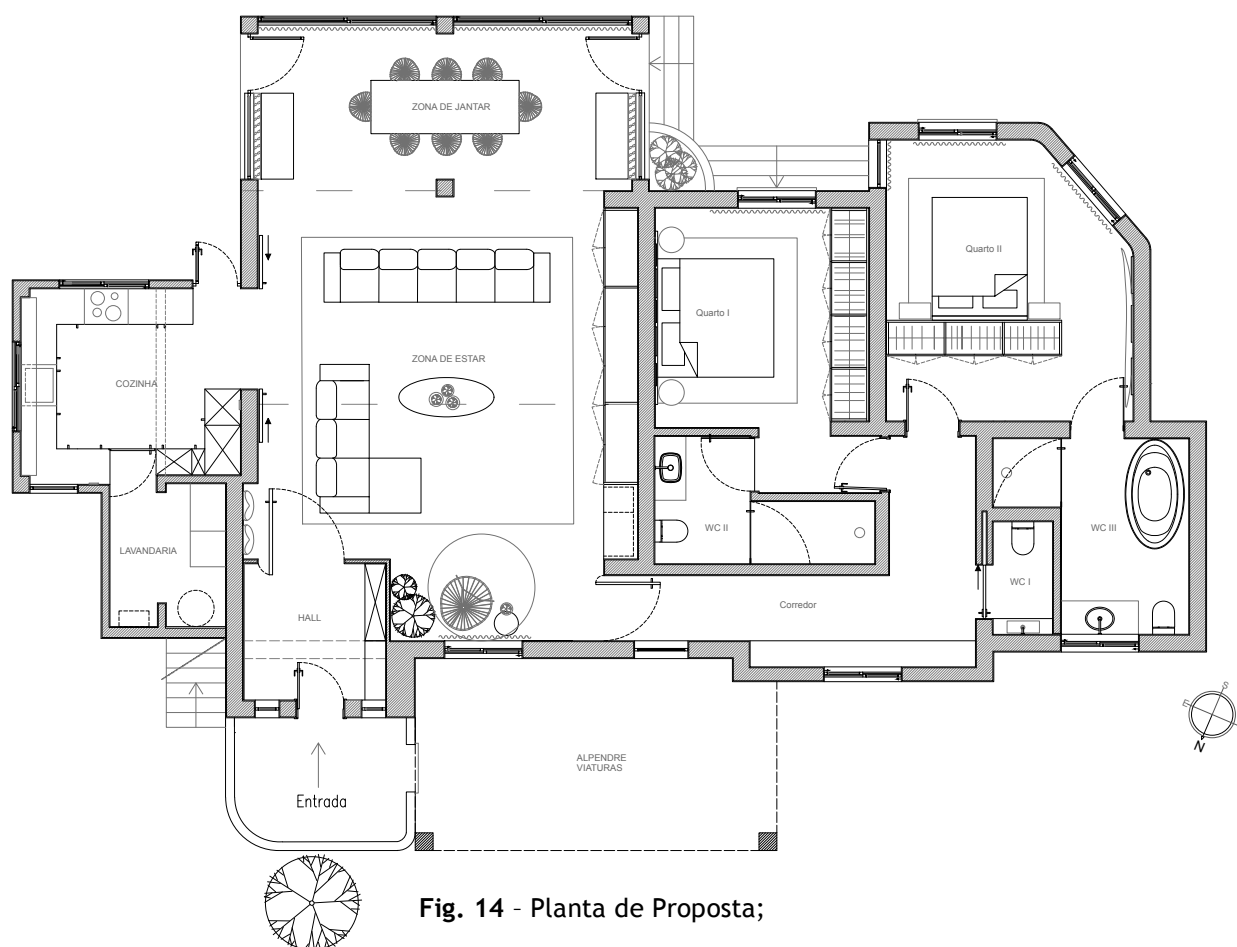 ZONA DE JANTAR
Quarto II
Quarto I
ZONA DE ESTAR
COZINHA
WC II
WC III
LAVANDARIA
WC I
Corredor
HALL
S
E
N
ALPENDRE
VIATURAS
Entrada
Fig. 14 - Planta de Proposta;